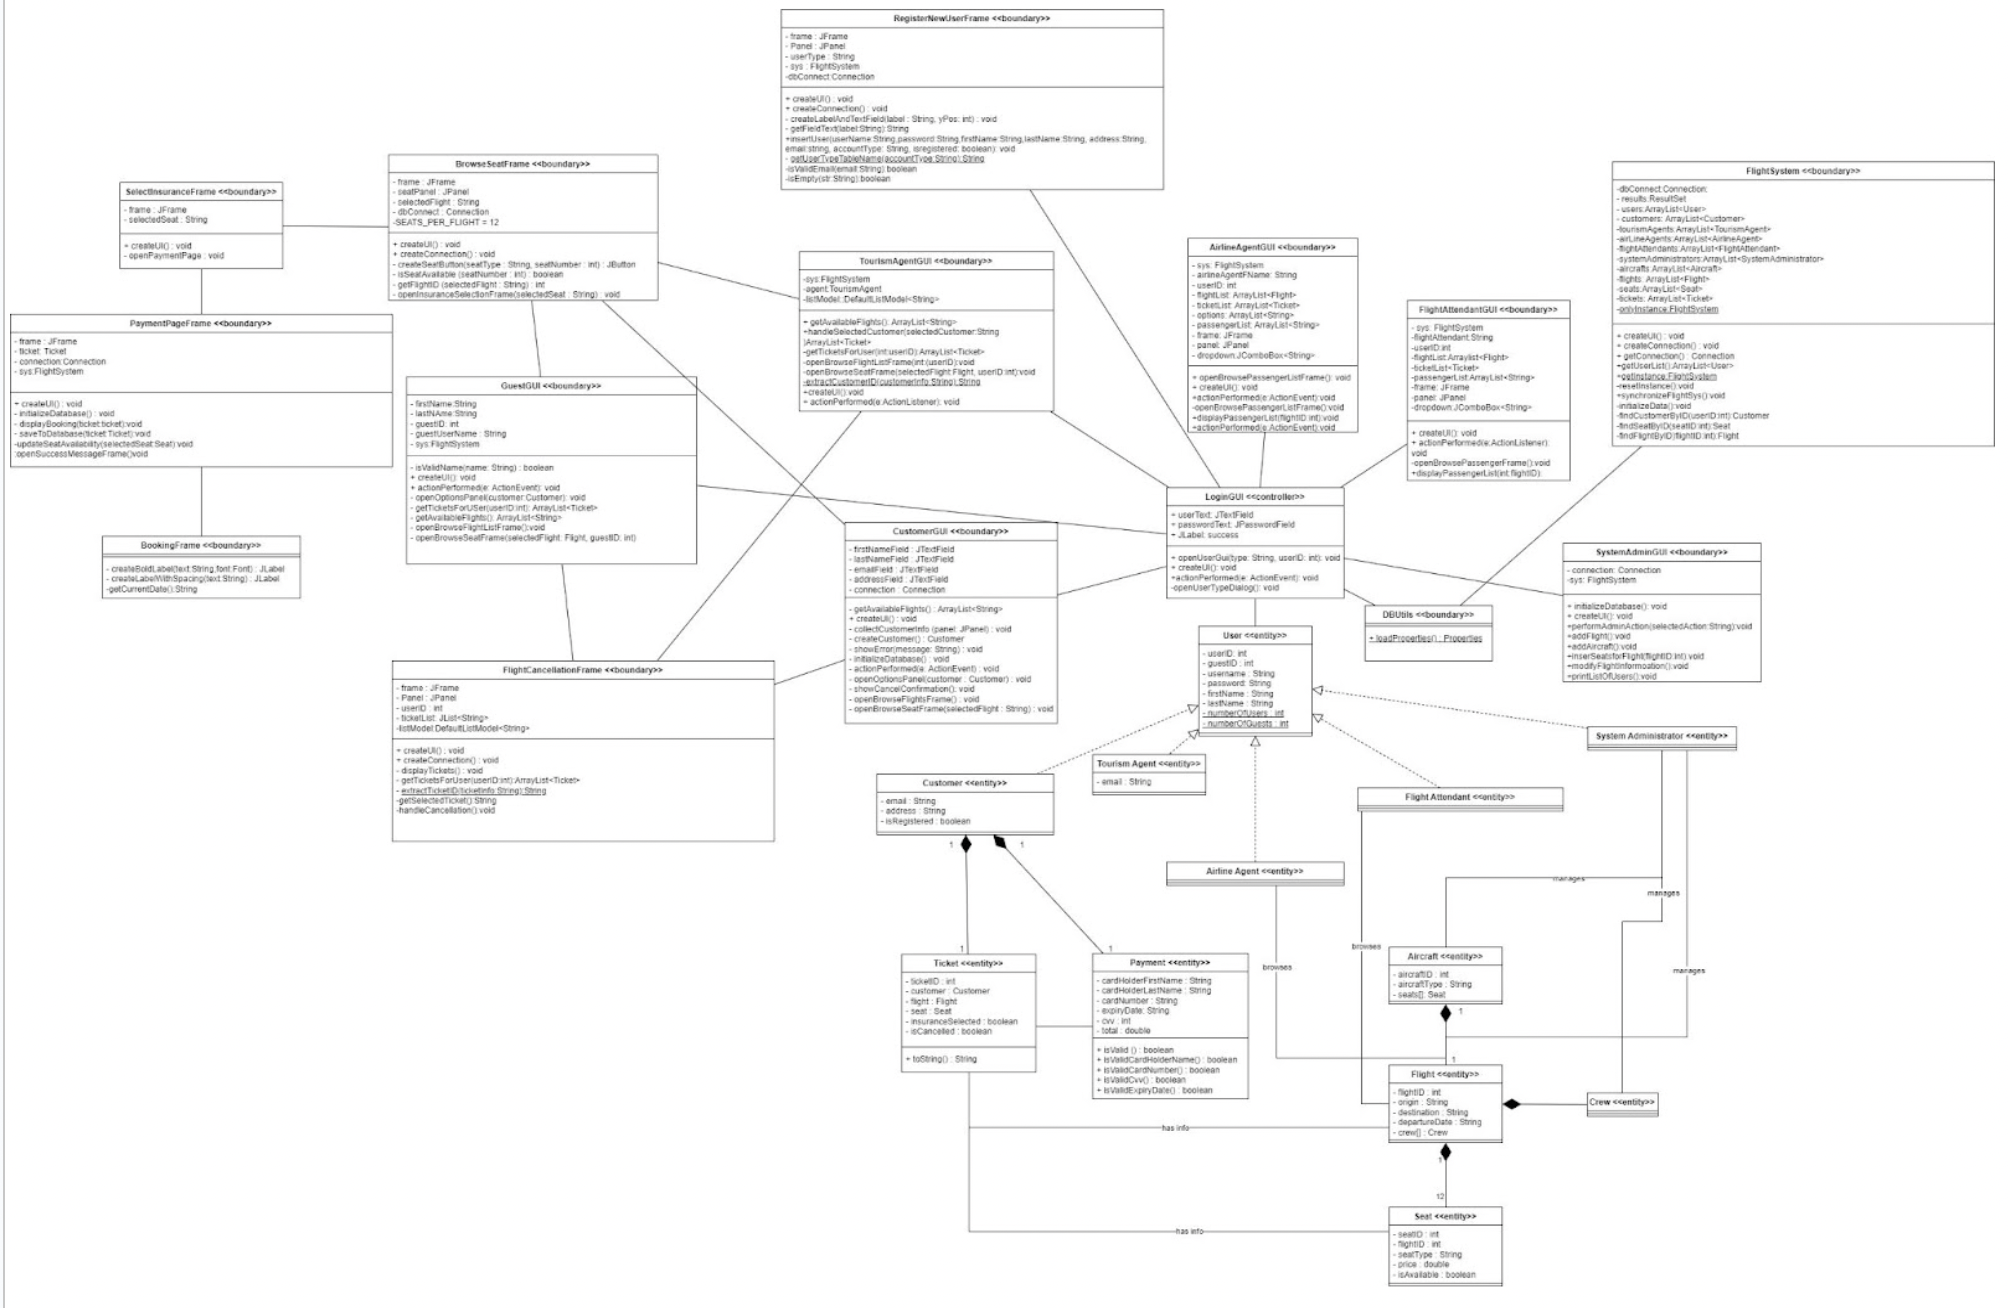 RegisterNewUserFrame <<boundary>>
- frame : JFrame
- Panel : JPanel
- userType : String
- sys : FlightSystem
-dbConnect:Connection
+ createUI() : void
+ createConnection() : void
- createLabelAndTextField(label : String, yPos: int) : void
- getFieldText(label:String):String
+insertUser(userName:String,password:String,firstName:String,lastName:String, address:String,
email:string, accountType: String, isregistered: boolean): void
- getUserTypeTableName(accountType:String):String
-isValidEmail(email:String):boolean
-isEmpty(str:String):boolean
BrowseSeatFrame <<boundary>>
- frame : JFrame
- seatPanel : JPanel
- selectedFlight : String
- dbConnect : Connection
-SEATS_PER_FLIGHT = 12
+ createUI() : void
+ createConnection() : void
- createSeatButton(seatType : String, seatNumber : int) : JButton
- isSeatAvailable (seatNumber : int) : boolean
- getFlightID (selectedFlight : String) : int
- openInsuranceSelectionFrame(selectedSeat : String) : void
SelectInsuranceFrame <<boundary>>
- frame : JFrame
- selectedSeat : String
+ createUI() : void
- openPaymentPage : void
FlightSystem <<boundary>>
-dbConnect:Connection;
- results:ResultSet
- users:ArrayList<User>
- customers: ArrayList<Customer>
-tourismAgents:ArrayList<TourismAgent>
-airLineAgents:ArrayList<AirlineAgent>
-flightAttendants:ArrayList<FlightAttendant>
-systemAdministrators:ArrayList<SystemAdministrator>
-aircrafts:ArrayList<Aircraft>
-flights: ArrayList<Flight>
-seats:ArrayList<Seat>
-tickets: ArrayList<Ticket>
-onlyInstance:FlightSystem
+ createUI() : void
+ createConnection() : void
+ getConnection() : Connection
+getUserList():ArrayList<User>
+getInstance:FlightSystem
-resetInstance():void
+synchronizeFlightSys():void
-initializeData():void
-findCustomerByID(userID:int):Customer
-findSeatByID(seatID:int):Seat
-findFlightByID(flightID:int):Flight
AirlineAgentGUI <<boundary>>
- sys: FlightSystem
- airlineAgentFName: String
- userID: int
- flightList: ArrayList<Flight>
- ticketList: ArrayList<Ticket>
- options: ArrayList<String>
- passengerList: ArrayList<String>
- frame: JFrame
- panel: JPanel
- dropdown:JComboBox<String>
+ openBrowsePassengerListFrame(): void
+ createUI(): void
+actionPerformed(e:ActionEvent):void
-openBrowsePassengerListFrame():void
+displayPassengerList(flightID:int):void
+actionPerformed(e:ActionEvent):void
TourismAgentGUI <<boundary>>
-sys:FlightSystem
-agent:TourismAgent
-listModel :DefaultListModel<String>
+ getAvailableFlights(): ArrayList<String>
+handleSelectedCustomer(selectedCustomer:String
)ArrayList<Ticket>
-getTicketsForUser(int:userID):ArrayList<Ticket>
-openBrowseFlightListFrame(int:(userID):void
-openBrowseSeatFrame(selectedFlight:Flight, userID:int):void
-extractCustomerID(customerInfo:String):String
+createUI():void
+ actionPerformed(e:ActionListener): void
FlightAttendantGUI <<boundary>>
- sys: FlightSystem
-flightAttendant:String
-userID:int
-flightList:Arraylist<Flight>
-ticketList<Ticket>
-passengerList:ArrayList<String>
-frame: JFrame
-panel: JPanel
-dropdown:JComboBox<String>
+ createUI(): void
+ actionPerformed(e:ActionListener):
void
-openBrowsePassengerFrame():void
+displayPassengerList(int:flightID):
PaymentPageFrame <<boundary>>
- frame : JFrame
- ticket: Ticket
- connection:Connection
- sys:FlightSystem
+ createUI() : void
- initializeDatabase() : void
- displayBooking(ticket:ticket):void
- saveToDatabase(ticket:Ticket):void
-updateSeatAvailability(selectedSeat:Seat):void
:openSuccessMessageFrame()void
GuestGUI <<boundary>>
- firstName:String
- lastNAme:String
- guestID: int
- guestUserName : String
- sys:FlightSystem
- isValidName(name: String) : boolean
+ createUI(): void
+ actionPerformed(e: ActionEvent): void
- openOptionsPanel(customer:Customer): void
- getTicketsForUSer(userID:int): ArrayList<Ticket>
- getAvailableFlights(): ArrayList<String>
- openBrowseFlightListFrame():void
- openBrowseSeatFrame(selectedFlight: Flight, guestID: int)
LoginGUI <<controller>>
+ userText: JTextField
+ passwordText: JPasswordField
+ JLabel: success
+ openUserGui(type: String, userID: int): void
+ createUI(): void
+actionPerformed(e: ActionEvent): void
-openUserTypeDialog(): void
CustomerGUI <<boundary>>
- firstNameField : JTextField
- lastNameField : JTextField
- emailField : JTextField
- addressField : JTextField
- connection : Connection
- getAvailableFlights() : ArrayList<String>
+ createUI() : void
- collectCustomerInfo (panel: JPanel) : void
- createCustomer() : Customer
- showError(message: String) : void
- initializeDatabase() : void
- actionPerformed(e: ActionEvent) : void
- openOptionsPanel(customer : Customer) : void
- showCancelConfirmation() : void
- openBrowseFlightsFrame() : void
- openBrowseSeatFrame(selectedFlight : String) : void
BookingFrame <<boundary>>
- createBoldLabel(text:String,font:Font) : JLabel
- createLabelWithSpacing(text:String) : JLabel
-getCurrentDate():String
SystemAdminGUI <<boundary>>
- connection: Connection
-sys: FlightSystem
+ initializeDatabase(): void
+ createUI(): void
+performAdminAction(selectedAction:String):void
+addFlight():void
+addAircraft():void
+inserSeatsforFlight(flightID:int):void
+modifyFlightInformoation():void
+printListOfUsers():void
DBUtils <<boundary>>
+ loadProperties() : Properties
User <<entity>>
- userID: int
- guestID : int
- username : String
- password: String
- firstName : String
- lastName : String
- numberOfUsers : int
- numberOfGuests : int
FlightCancellationFrame <<boundary>>
- frame : JFrame
- Panel : JPanel
- userID : int
- ticketList: JList<String>
-listModel:DefaultListModel<String>
+ createUI() : void
+ createConnection() : void
- displayTickets() : void
- getTicketsForUser(userID:int):ArrayList<Ticket>
- extractTicketID(ticketInfo:String):String
-getSelectedTicket():String
-handleCancellation():void
System Administrator <<entity>>
Tourism Agent <<entity>>
- email : String
Customer <<entity>>
- email : String
- address : String
- isRegistered : boolean
Flight Attendant <<entity>>
Airline Agent <<entity>>
1
1
manages
manages
browses
browses
manages
1
1
Ticket <<entity>>
- ticketID : int
- customer : Customer
- flight : Flight
- seat : Seat
- insuranceSelected : boolean
- isCancelled : boolean
+ toString() : String
Payment <<entity>>
- cardHolderFirstName : String
- cardHolderLastName : String
- cardNumber : String
- expiryDate: String
- cvv : int
- total : double
+ isValid () : boolean
+ isValidCardHolderName() : boolean
+ isValidCardNumber() : boolean
+ isValidCvv() : boolean
+ isValidExpiryDate() : boolean
Aircraft <<entity>>
- aircraftID : int
- aircraftType : String
- seats[]: Seat
1
1
Flight <<entity>>
- flightID : int
- origin : String
- destination : String
- departureDate : String
- crew[] : Crew
Crew <<entity>>
has info
1
12
has info
Seat <<entity>>
- seatID : int
- flightID : int
- seatType : String
- price : double
- isAvailable : boolean